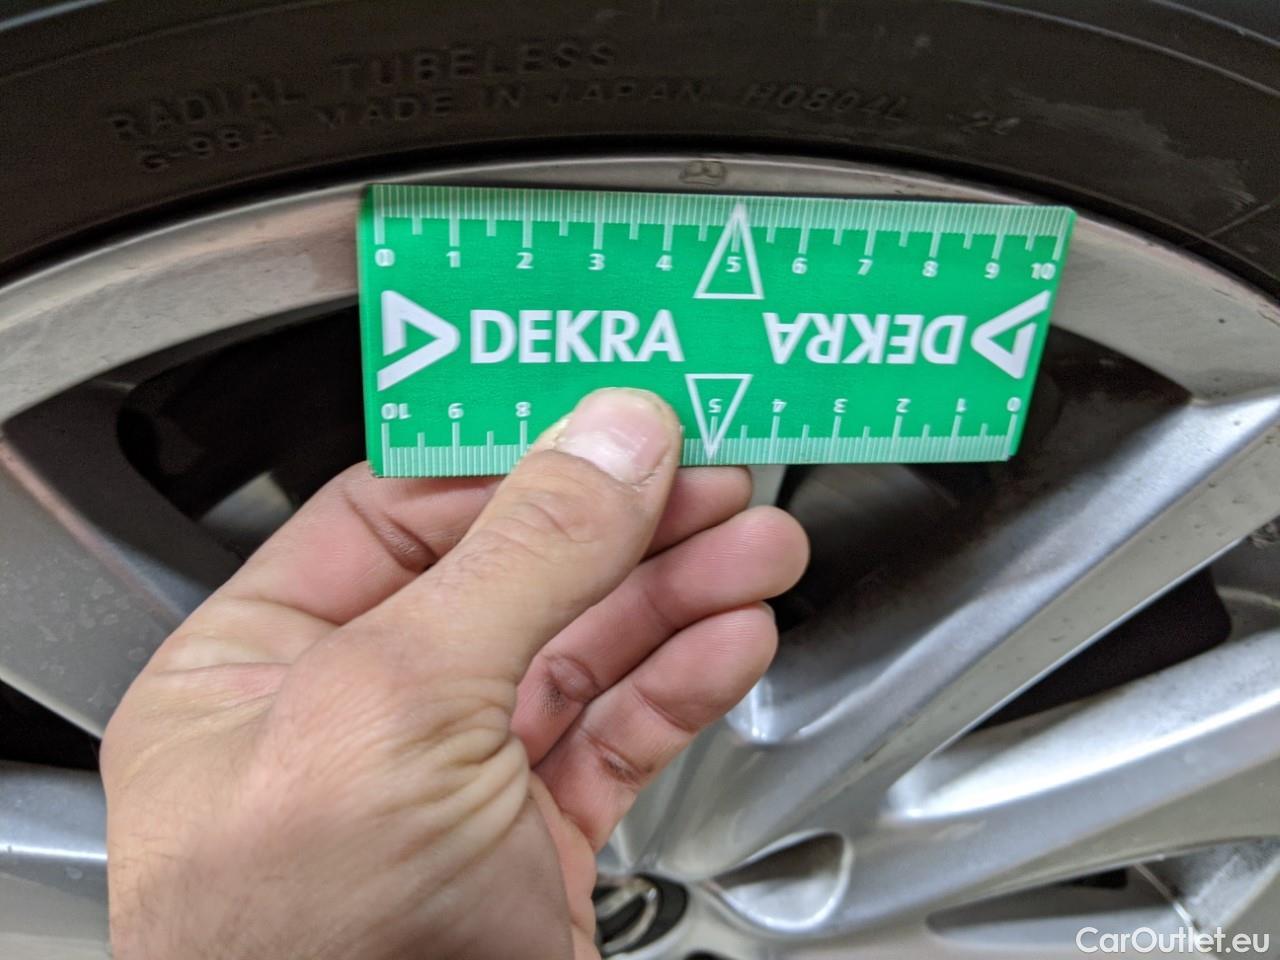 RADIAL TUBELESS
G-98A MADE IN JAPAN H0804L -24
0 1 2 3 4 5 6 7 8 9 10
DEKRA DEKRA
10 9 8 5 4 3 2 1 0
CarOutlet.eu